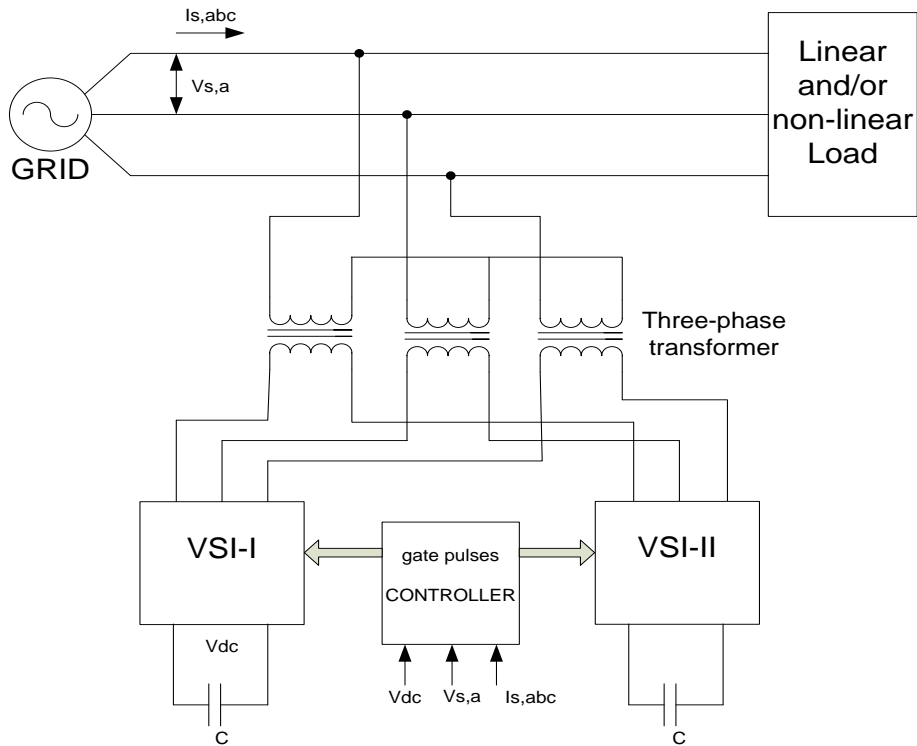 Is,abc
Vs,a
GRID
Linear
and/or
non-linear
Load
Three-phase
transformer
VSI-I
gate pulses
CONTROLLER
VSI-II
Vdc
Vdc
Vs,a
Is,abc
C
C